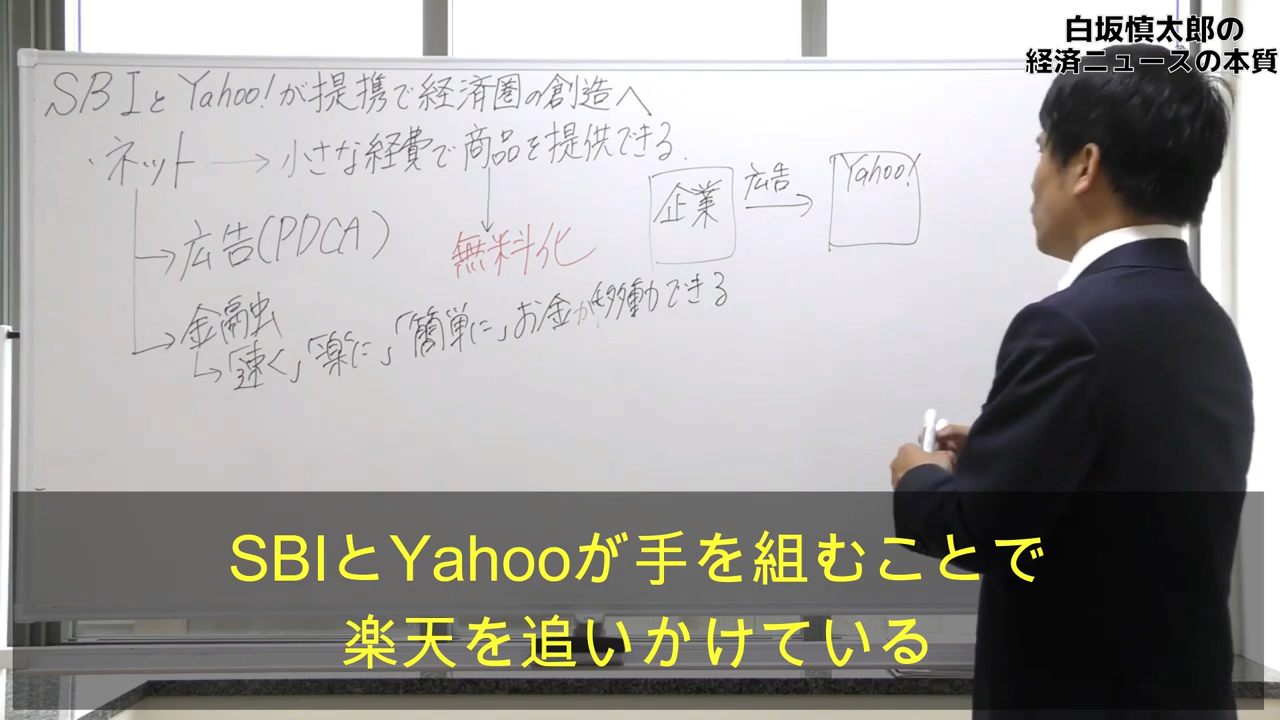 白坂慎太郎の
経済ニュースの本質
SBIとYahoo!が提携で経済圏の創造へ
・ネット → 小さな経費で商品を提供できる.
企業 広告→ Yahoo!
→広告(PDCA) 無料化
→金融
↳「速く」「楽に」「簡単に」お金が移動できる
SBIとYahooが手を組むことで
楽天を追いかけている